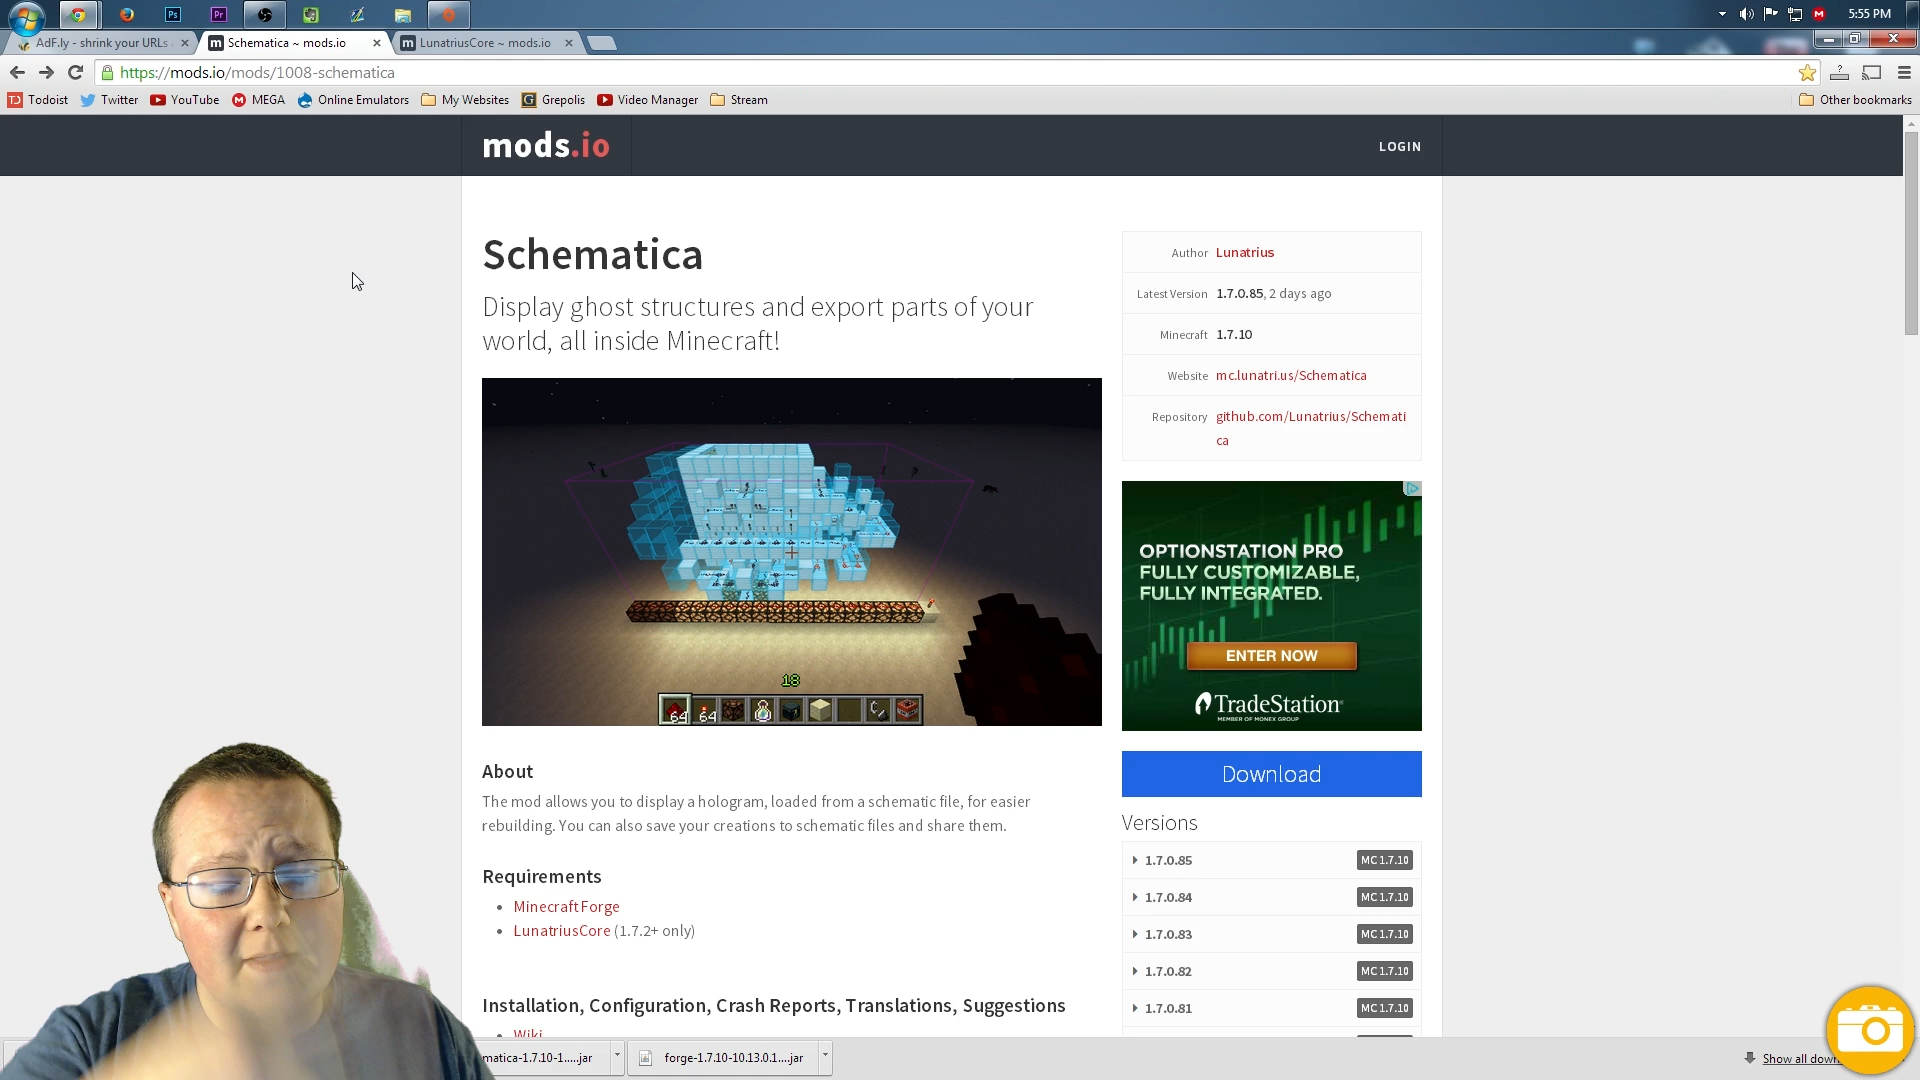 5:55 PM
AdF.ly - shrink your URLs
Schematica ~ mods.io
LunatriusCore ~ mods.io
https://mods.io/mods/1008-schematica
Todoist
Twitter
YouTube
MEGA
Online Emulators
My Websites
Grepolis
Video Manager
Stream
Other bookmarks
mods.io
LOGIN
Schematica
Display ghost structures and export parts of your
world, all inside Minecraft!
18
64 64
About
The mod allows you to display a hologram, loaded from a schematic file, for easier
rebuilding. You can also save your creations to schematic files and share them.
Requirements
• Minecraft Forge
• LunatriusCore (1.7.2+ only)
Installation, Configuration, Crash Reports, Translations, Suggestions
• Wiki
Author Lunatrius
Latest Version 1.7.0.85, 2 days ago
Minecraft 1.7.10
Website mc.lunatri.us/Schematica
Repository github.com/Lunatrius/Schemati
ca
OPTIONSTATION PRO
FULLY CUSTOMIZABLE,
FULLY INTEGRATED.
ENTER NOW
TradeStation
MEMBER OF MONEX GROUP
Download
Versions
1.7.0.85 MC 1.7.10
1.7.0.84 MC 1.7.10
1.7.0.83 MC 1.7.10
1.7.0.82 MC 1.7.10
1.7.0.81 MC 1.7.10
matica-1.7.10-1.....jar
forge-1.7.10-10.13.0.1....jar
Show all down